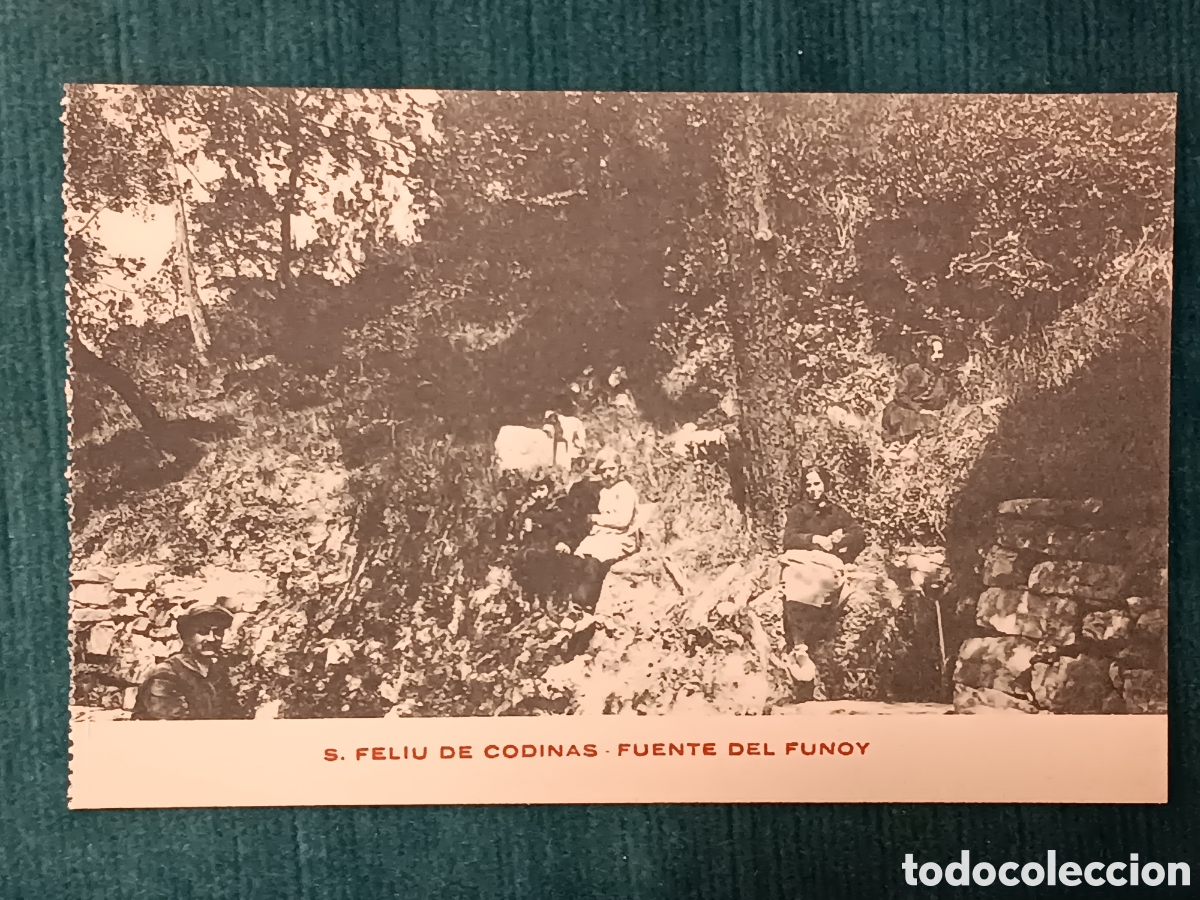 S. FELIU DE CODINAS · FUENTE DEL FUNOY
todocoleccion